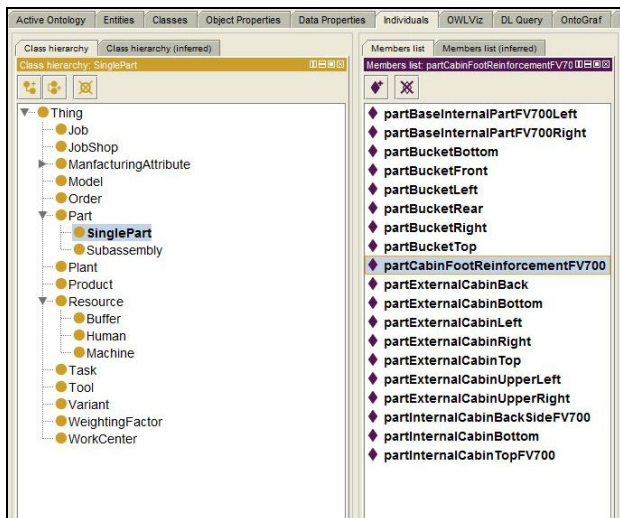 Active Ontology Entities Classes Object Properties Data Properties Individuals OWLViz DL Query OntoGraf
Class hierarchy Class hierarchy (inferred)
Class hierarchy: SinglePart
Thing
Job
JobShop
ManfacturingAttribute
Model
Order
Part
SinglePart
Subassembly
Plant
Product
Resource
Buffer
Human
Machine
Task
Tool
Variant
WeightingFactor
WorkCenter
Members list Members list (inferred)
Members list: partCabinFootReinforcementFV70
partBaseInternalPartFV700Left
partBaseInternalPartFV700Right
partBucketBottom
partBucketFront
partBucketLeft
partBucketRear
partBucketRight
partBucketTop
partCabinFootReinforcementFV700
partExternalCabinBack
partExternalCabinBottom
partExternalCabinLeft
partExternalCabinRight
partExternalCabinTop
partExternalCabinUpperLeft
partExternalCabinUpperRight
partInternalCabinBackSideFV700
partInternalCabinBottom
partInternalCabinTopFV700